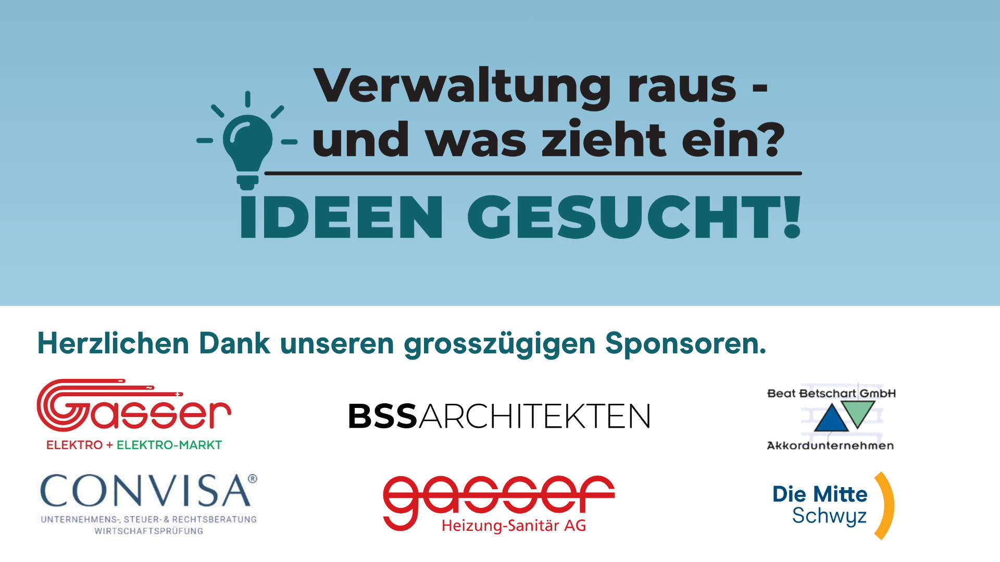 Verwaltung raus -
und was zieht ein?
IDEEN GESUCHT!
Herzlichen Dank unseren grosszügigen Sponsoren.
Gasser
ELEKTRO + ELEKTRO-MARKT
BSSARCHITEKTEN
Beat Betschart GmbH
Akkordunternehmen
CONVISA®
UNTERNEHMENS-, STEUER- & RECHTSBERATUNG
WIRTSCHAFTSPRÜFUNG
gasser
Heizung-Sanitär AG
Die Mitte
Schwyz